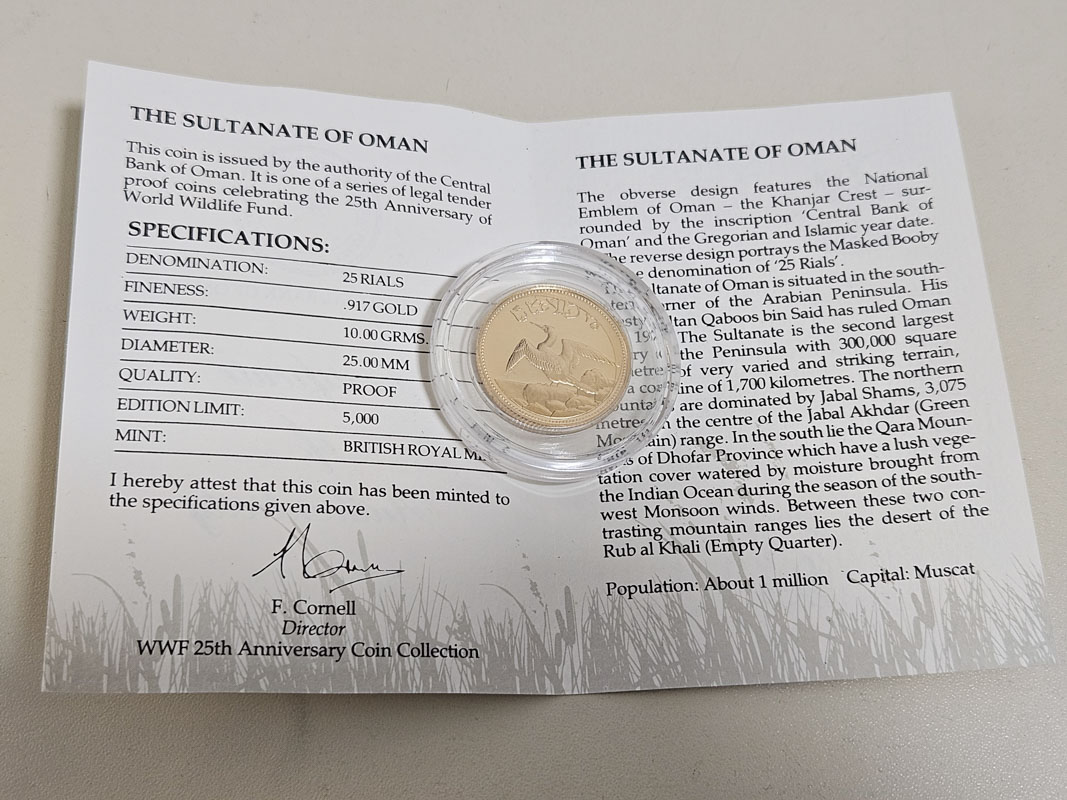 THE SULTANATE OF OMAN
This coin is issued by the authority of the Central
Bank of Oman. It is one of a series of legal tender
proof coins celebrating the 25th Anniversary of
World Wildlife Fund.
SPECIFICATIONS:
DENOMINATION: 25 RIALS
FINENESS: .917 GOLD
WEIGHT: 10.00 GRMS.
DIAMETER: 25.00 MM
QUALITY: PROOF
EDITION LIMIT: 5,000
MINT: BRITISH ROYAL
I hereby attest that this coin has been minted to
the specifications given above.
F. Cornell
Director
WWF 25th Anniversary Coin Collection
THE SULTANATE OF OMAN
The obverse design features the National
Emblem of Oman – the Khanjar Crest – sur-
rounded by the inscription 'Central Bank of
Oman' and the Gregorian and Islamic year date.
The reverse design portrays the Masked Booby
denomination of '25 Rials'.
of Oman is situated in the south-
of the Arabian Peninsula. His
Qaboos bin Said has ruled Oman
The Sultanate is the second largest
the Peninsula with 300,000 square
of very varied and striking terrain,
of 1,700 kilometres. The northern
are dominated by Jabal Shams, 3,075
metres in the centre of the Jabal Akhdar (Green
range. In the south lie the Qara Moun-
of Dhofar Province which have a lush vege-
tation cover watered by moisture brought from
the Indian Ocean during the season of the south-
west Monsoon winds. Between these two con-
trasting mountain ranges lies the desert of the
Rub al Khali (Empty Quarter).
Population: About 1 million Capital: Muscat